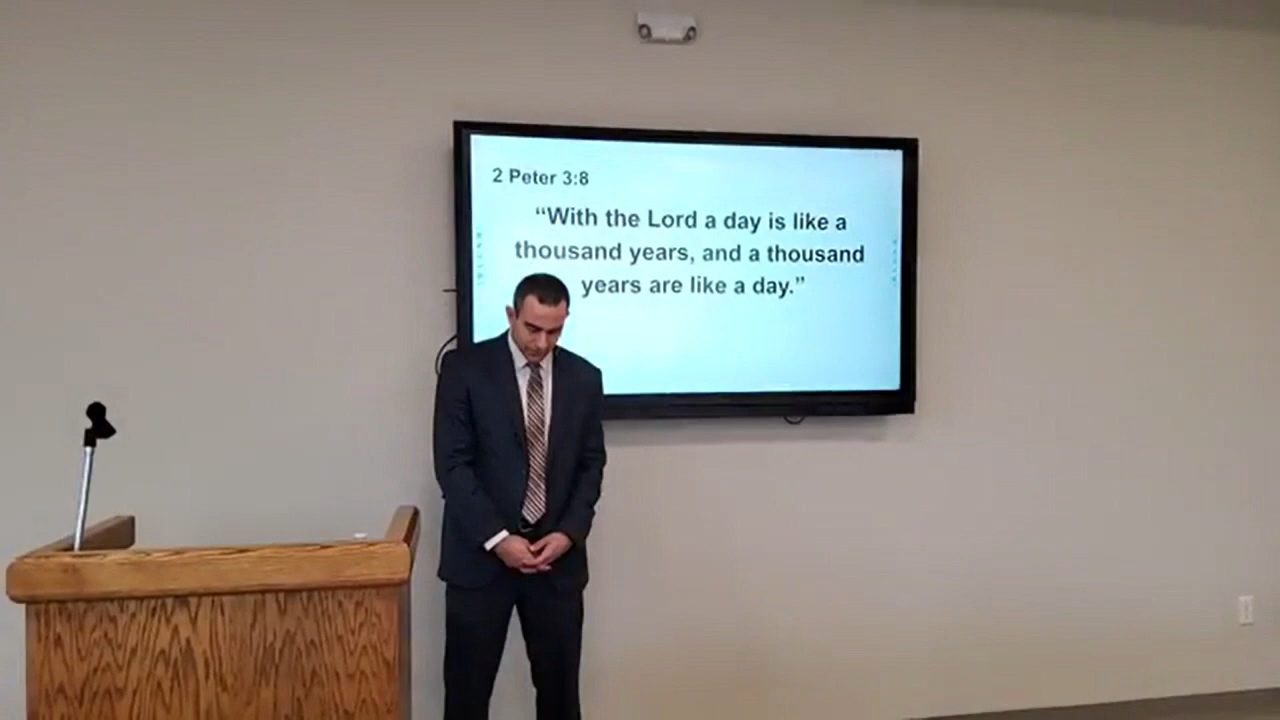 2 Peter 3:8
“With the Lord a day is like a
thousand years, and a thousand
years are like a day.”